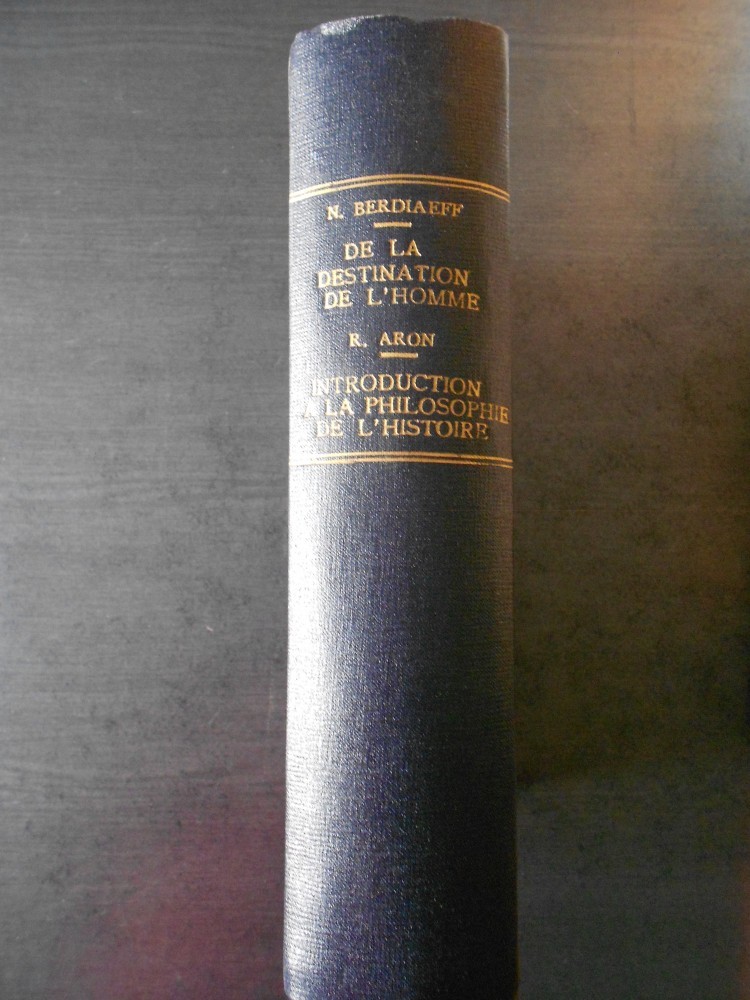 N. BERDIAEFF
DE LA
DESTINATION
DE L'HOMME
R. ARON
INTRODUCTION
A LA PHILOSOPHIE
DE L'HISTOIRE